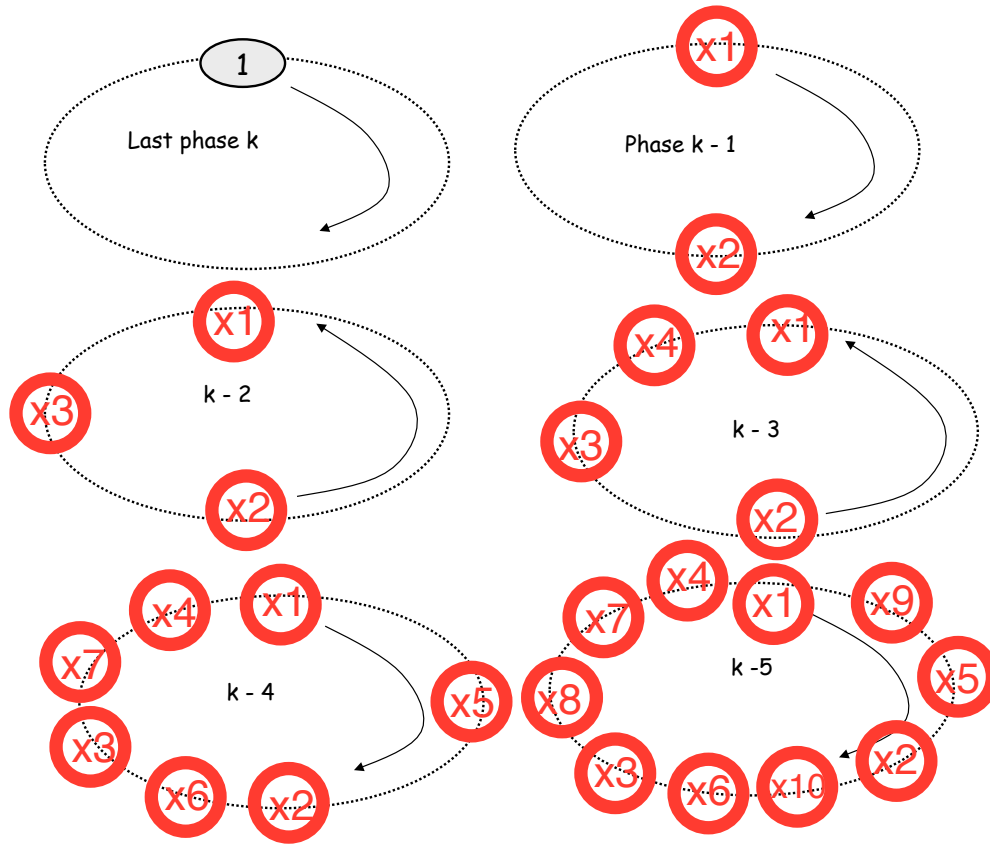 1
Last phase k
x1
Phase k - 1
x2
x1
x3
k - 2
x2
x4
x1
x3
k - 3
x2
x4
x1
x7
k - 4
x5
x3
x6
x2
x4
x1
x9
x7
k -5
x5
x8
x2
x3
x6
x10